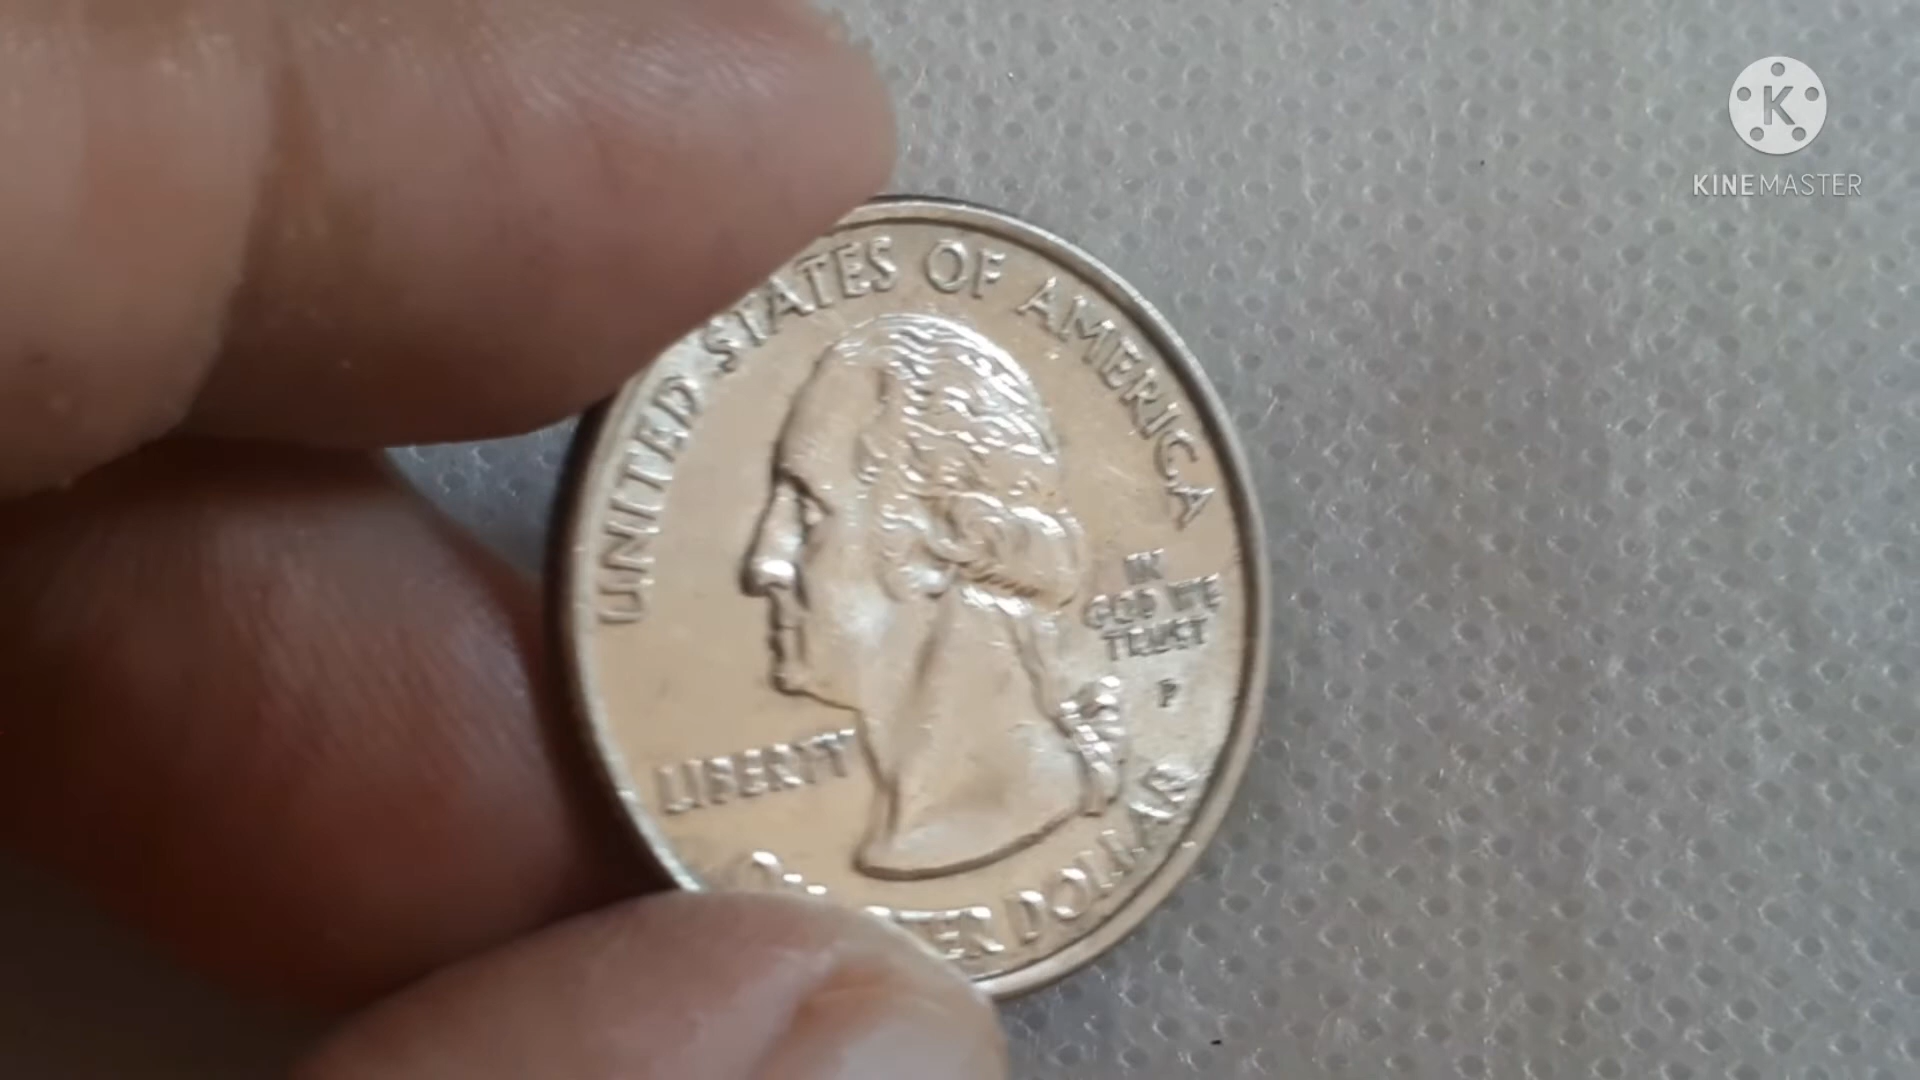 UNITED STATES OF AMERICA
IN
GOD WE
TRUST
P
LIBERTY
DOLLAR
K
KINEMASTER